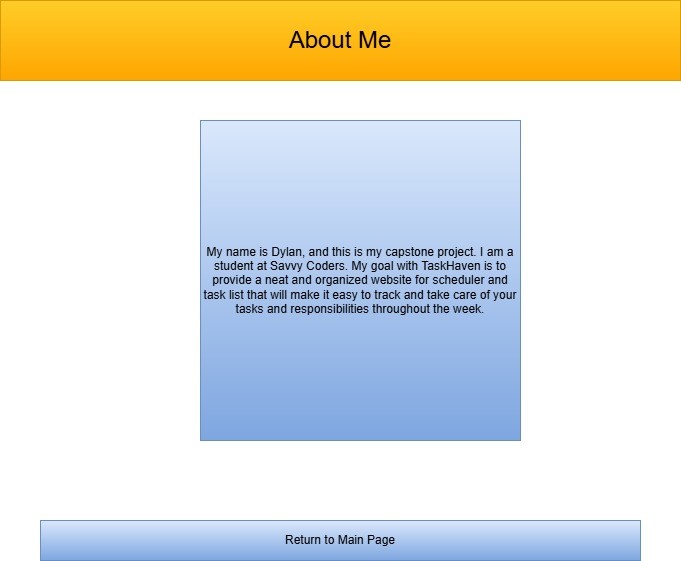 About Me
My name is Dylan, and this is my capstone project. I am a
student at Savvy Coders. My goal with TaskHaven is to
provide a neat and organized website for scheduler and
task list that will make it easy to track and take care of your
tasks and responsibilities throughout the week.
Return to Main Page